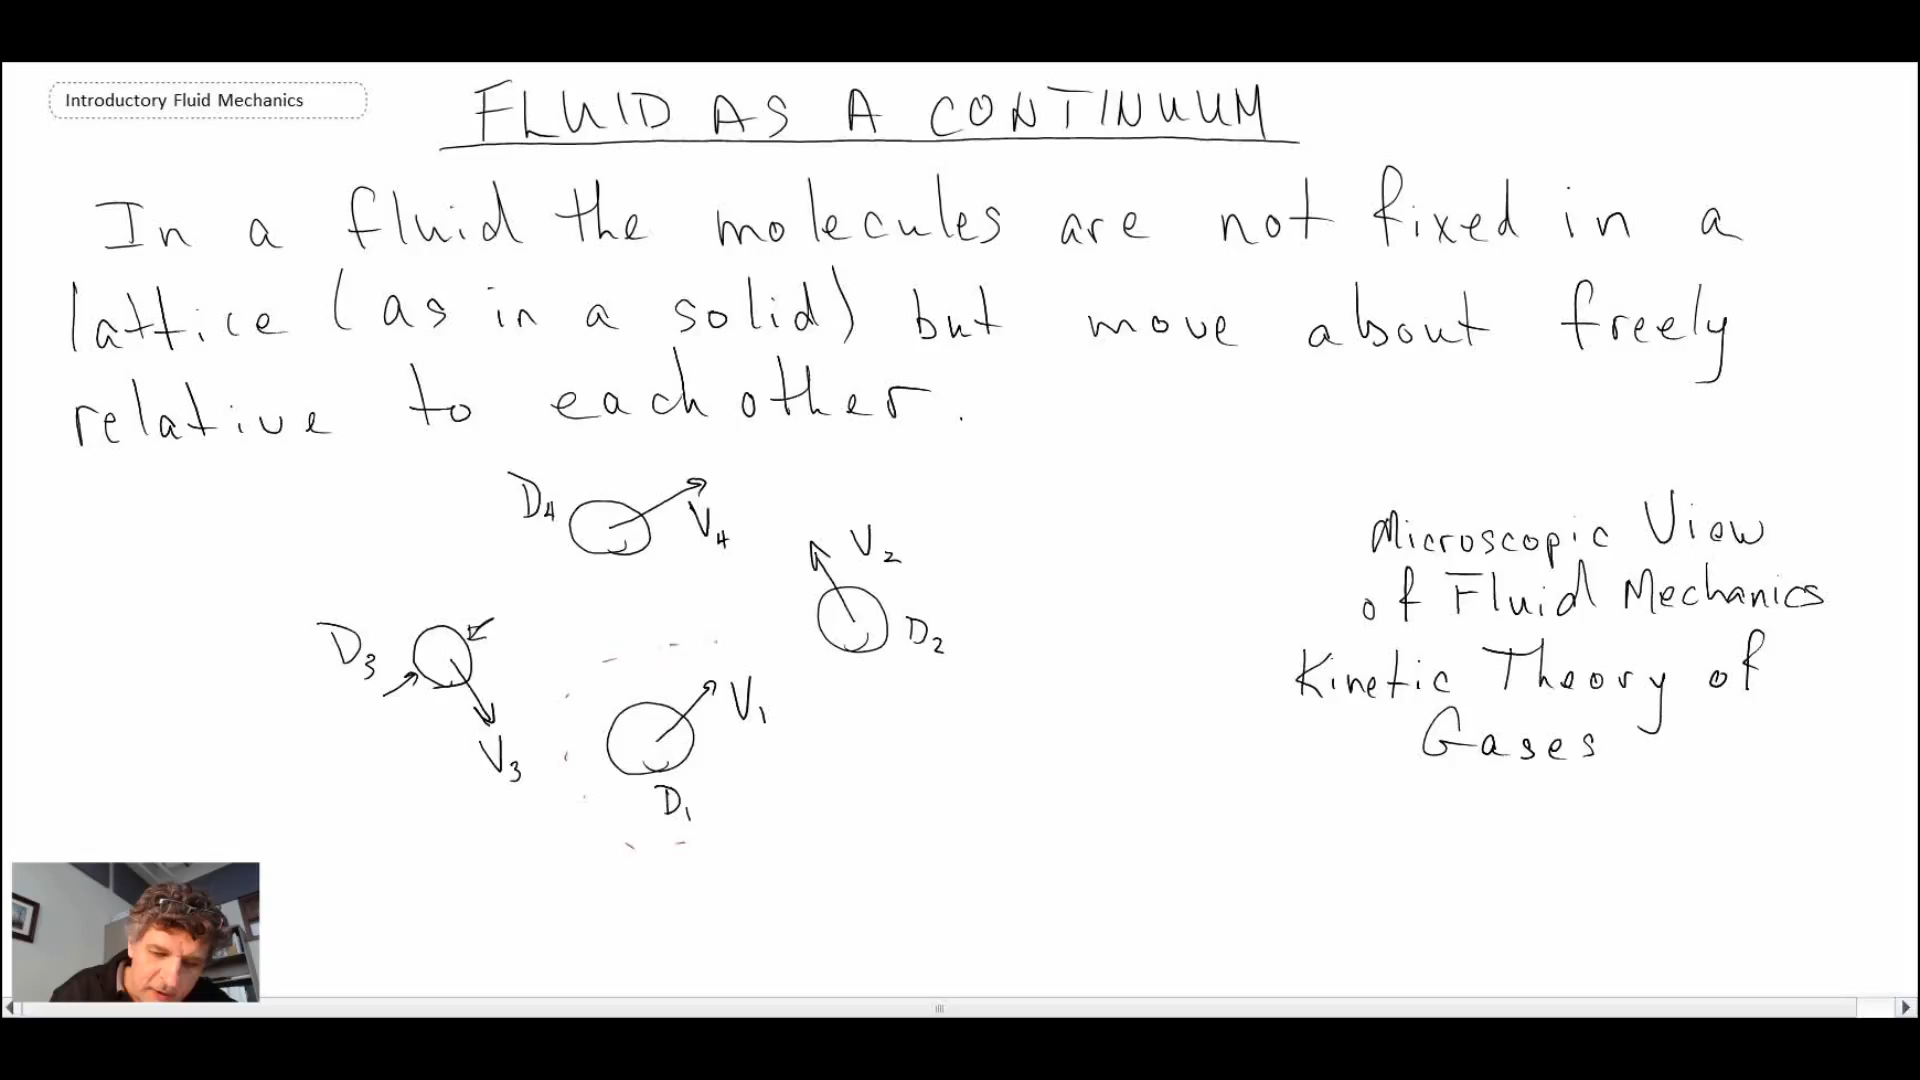 Introductory Fluid Mechanics
FLUID AS A CONTINUUM
In a fluid the molecules are not fixed in a
lattice (as in a solid) but move about freely
relative to each other.
D4
V4
V2
D2
D3
V3
V1
D1
Microscopic View
of Fluid Mechanics
Kinetic Theory of
Gases